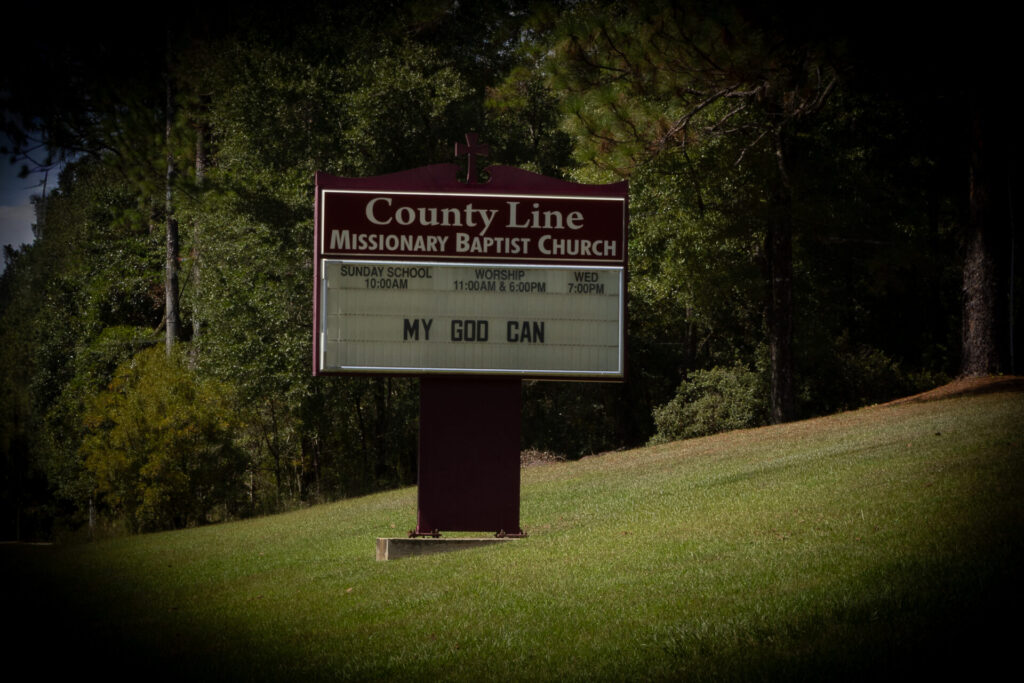 County Line
Missionary Baptist Church
SUNDAY SCHOOL WORSHIP WED
10:00AM 11:00AM & 6:00PM 7:00PM
MY GOD CAN